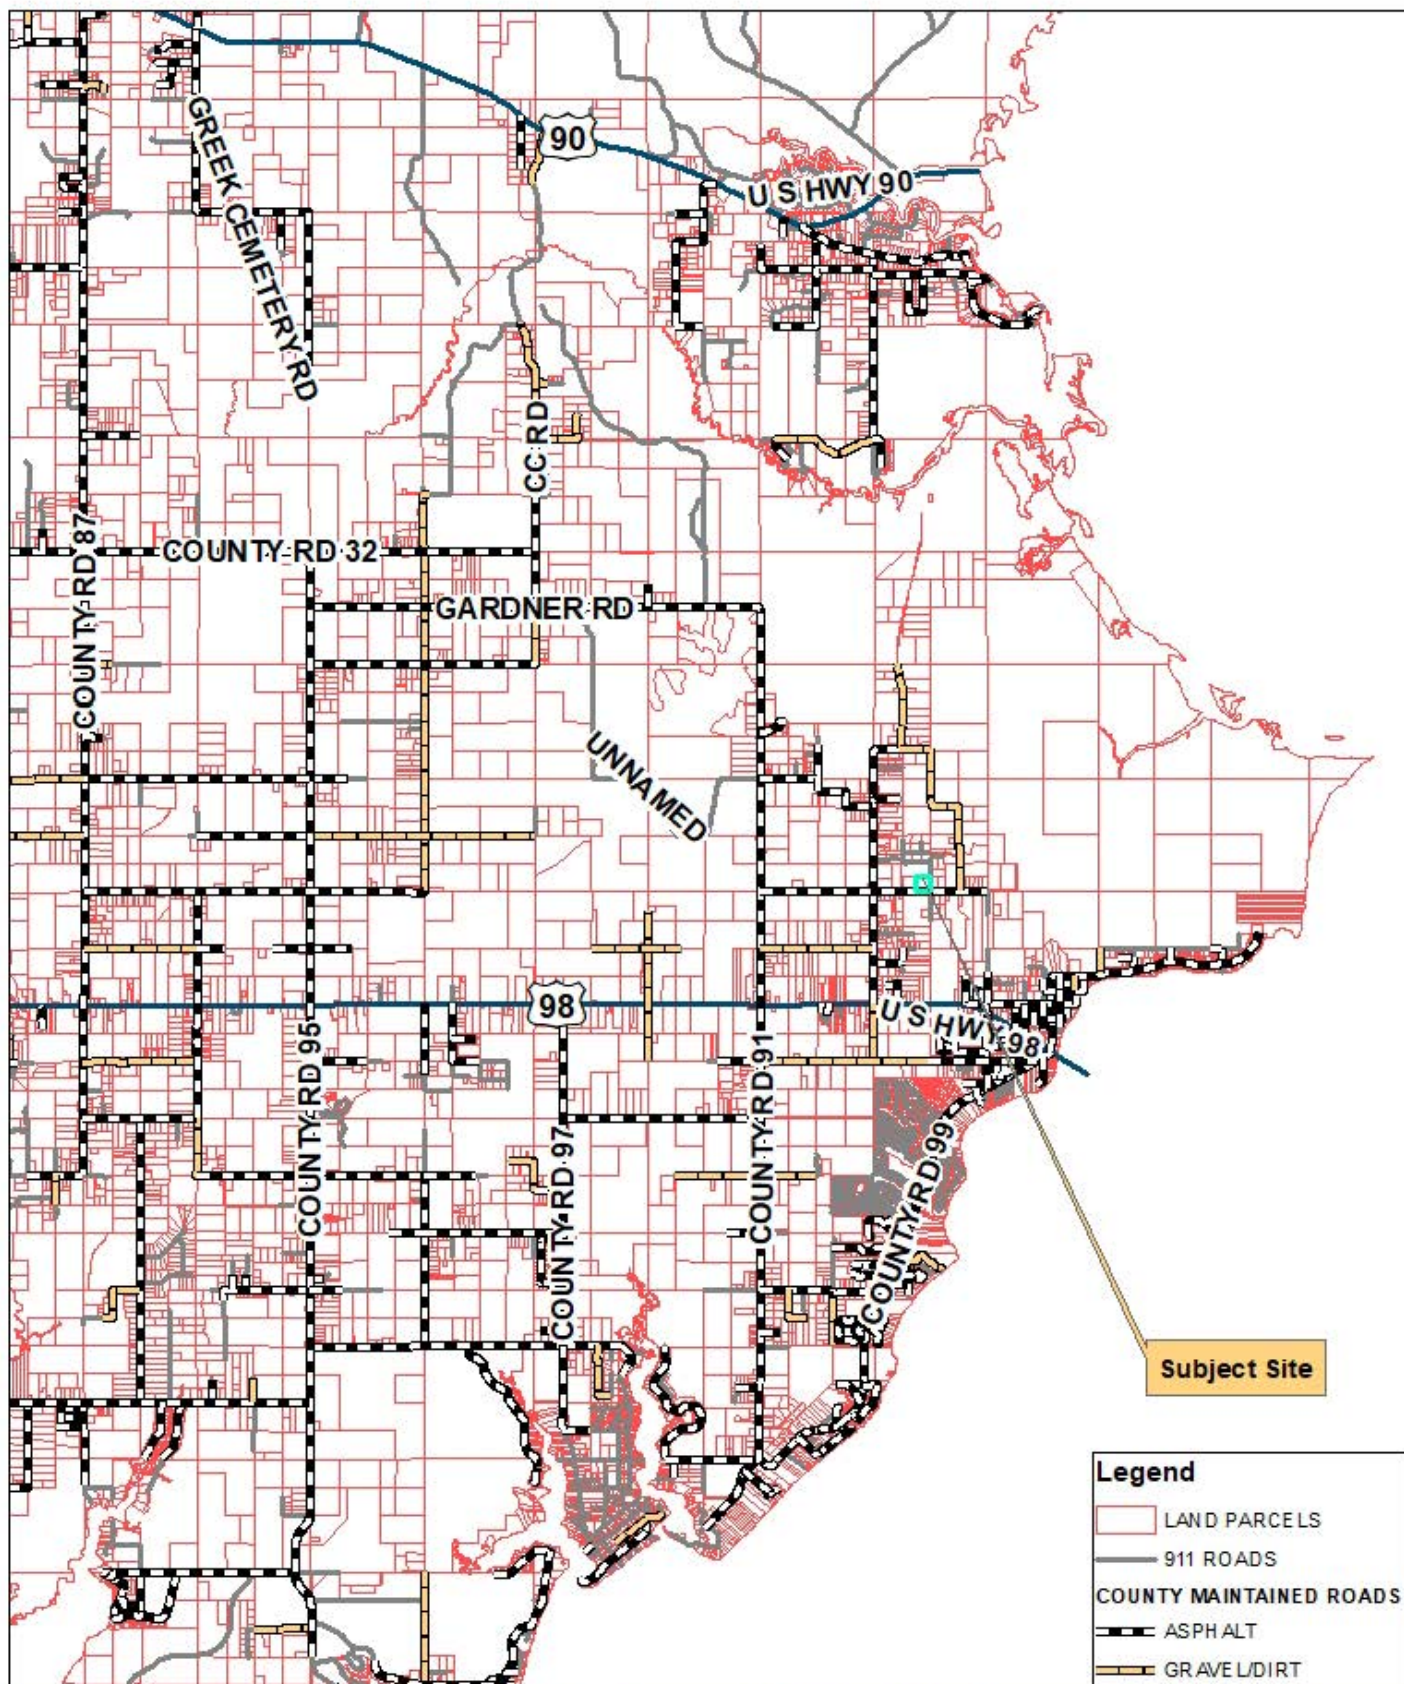 90
U S HWY 90
GREEK CEMETERY RD
CC RD
COUNTY RD 87
COUNTY RD 32
GARDNER RD
UNNAMED
98
U S HWY 98
COUNTY RD 95
COUNTY RD 91
COUNTY RD 97
COUNTY RD 99
Subject Site
Legend
LAND PARCELS
911 ROADS
COUNTY MAINTAINED ROADS
ASPHALT
GRAVEL/DIRT